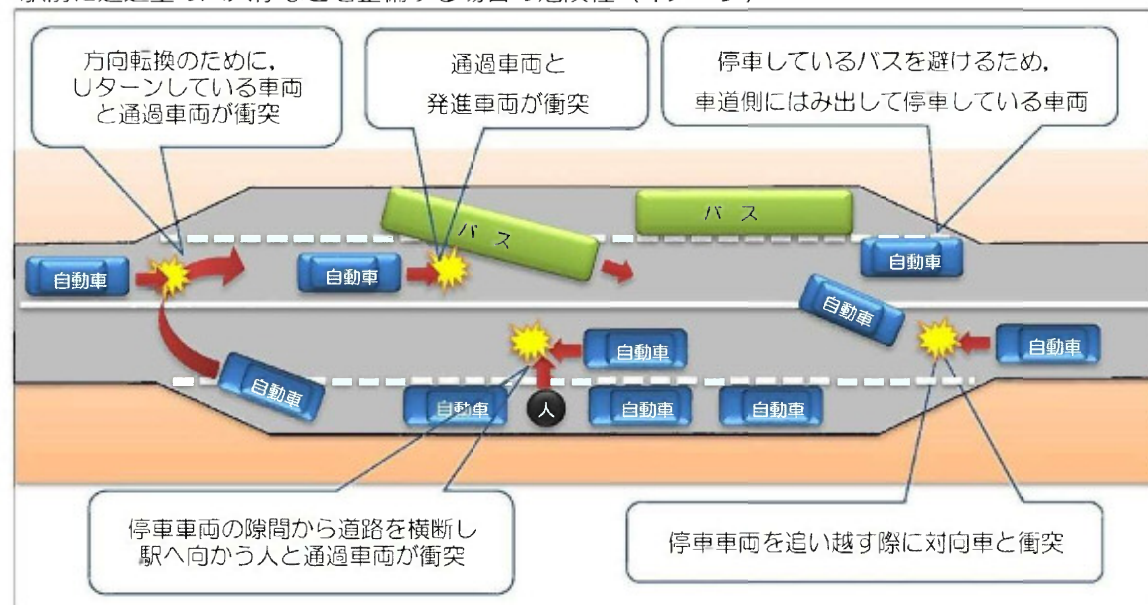 方向転換のために，
Uターンしている車両
と通過車両が衝突
通過車両と
発進車両が衝突
停車しているバスを避けるため，
車道側にはみ出して停車している車両
バス
バス
自動車
自動車
自動車
自動車
自動車
自動車
自動車
自動車
人
自動車
自動車
停車車両の隙間から道路を横断し
駅へ向かう人と通過車両が衝突
停車車両を追い越す際に対向車と衝突